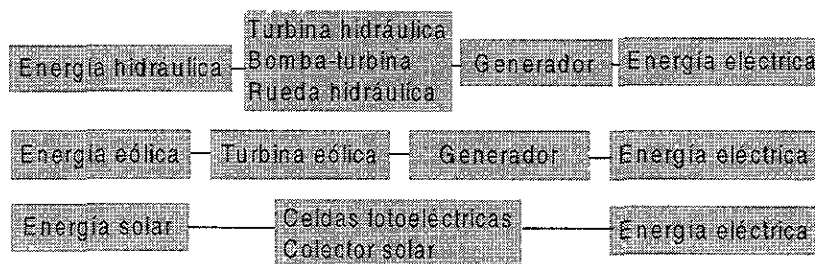 Energía hidráulica
Turbina hidráulica
Bomba-turbina
Rueda hidráulica
Generador
Energía eléctrica
Energía eólica
Turbina eólica
Generador
Energía eléctrica
Energía solar
Celdas fotoeléctricas
Colector solar
Energía eléctrica